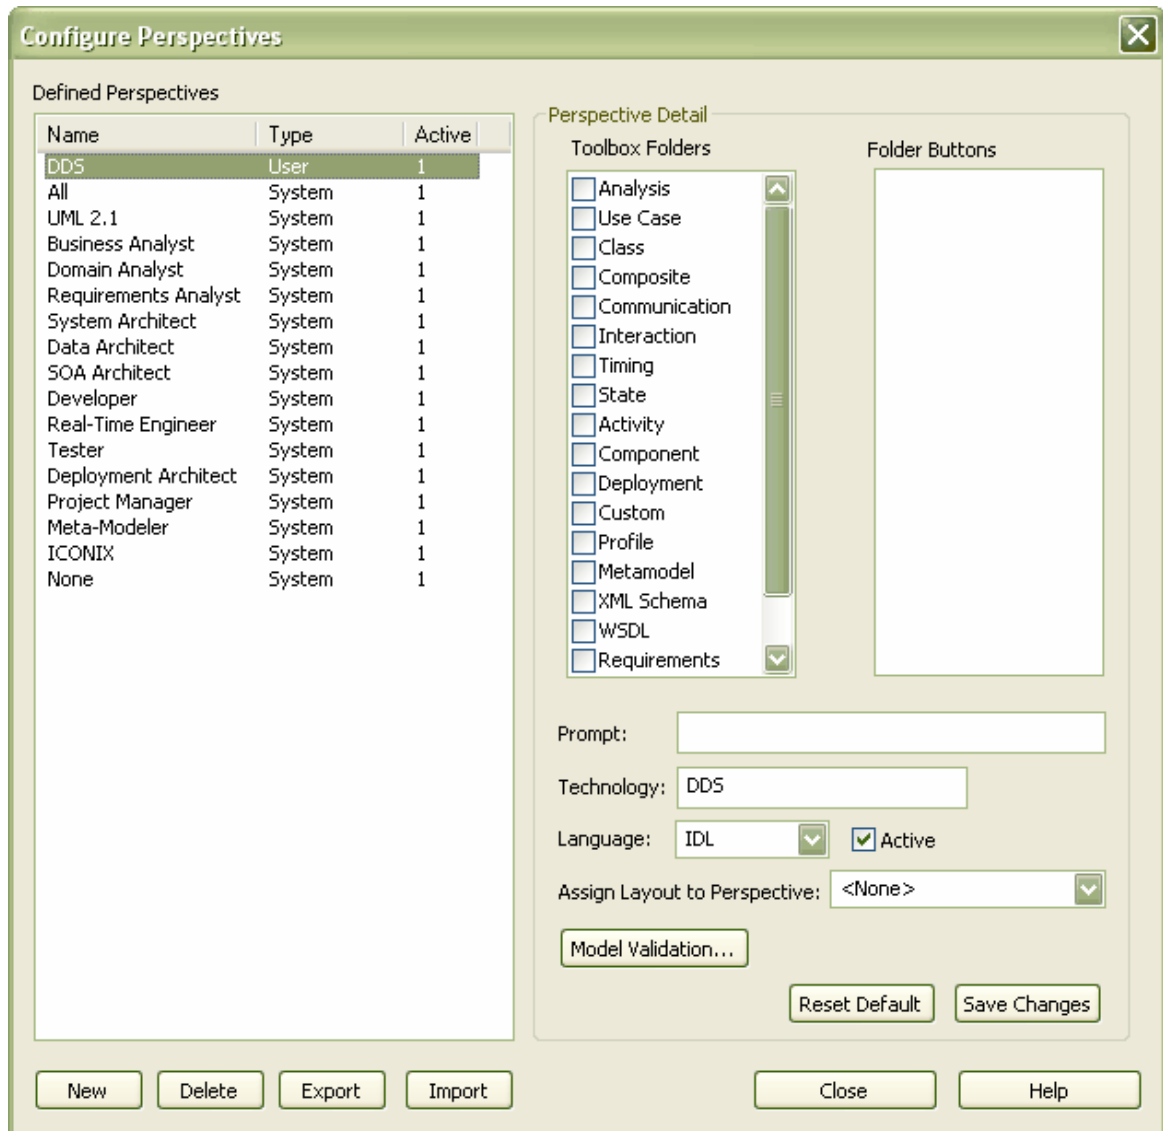 Configure Perspectives
Defined Perspectives
Name Type Active
DDS User 1
All System 1
UML 2.1 System 1
Business Analyst System 1
Domain Analyst System 1
Requirements Analyst System 1
System Architect System 1
Data Architect System 1
SOA Architect System 1
Developer System 1
Real-Time Engineer System 1
Tester System 1
Deployment Architect System 1
Project Manager System 1
Meta-Modeler System 1
ICONIX System 1
None System 1
Perspective Detail
Toolbox Folders
Analysis
Use Case
Class
Composite
Communication
Interaction
Timing
State
Activity
Component
Deployment
Custom
Profile
Metamodel
XML Schema
WSDL
Requirements
Folder Buttons
Prompt:
Technology: DDS
Language: IDL Active
Assign Layout to Perspective: <None>
Model Validation...
Reset Default Save Changes
New Delete Export Import Close Help